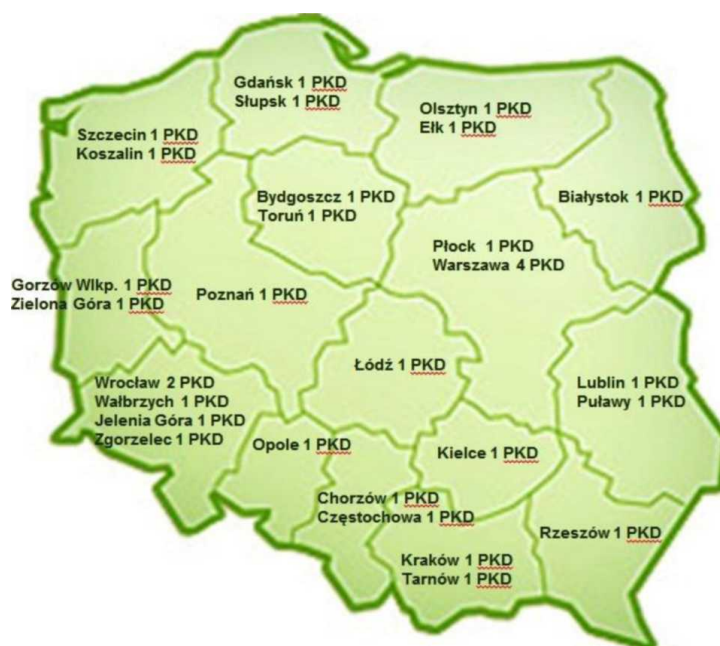 Gdańsk 1 PKD
Słupsk 1 PKD
Olsztyn 1 PKD
Ełk 1 PKD
Szczecin 1 PKD
Koszalin 1 PKD
Bydgoszcz 1 PKD
Toruń 1 PKD
Białystok 1 PKD
Płock 1 PKD
Warszawa 4 PKD
Gorzów Wlkp. 1 PKD
Zielona Góra 1 PKD
Poznań 1 PKD
Łódź 1 PKD
Wrocław 2 PKD
Wałbrzych 1 PKD
Jelenia Góra 1 PKD
Zgorzelec 1 PKD
Lublin 1 PKD
Puławy 1 PKD
Opole 1 PKD
Kielce 1 PKD
Chorzów 1 PKD
Częstochowa 1 PKD
Rzeszów 1 PKD
Kraków 1 PKD
Tarnów 1 PKD